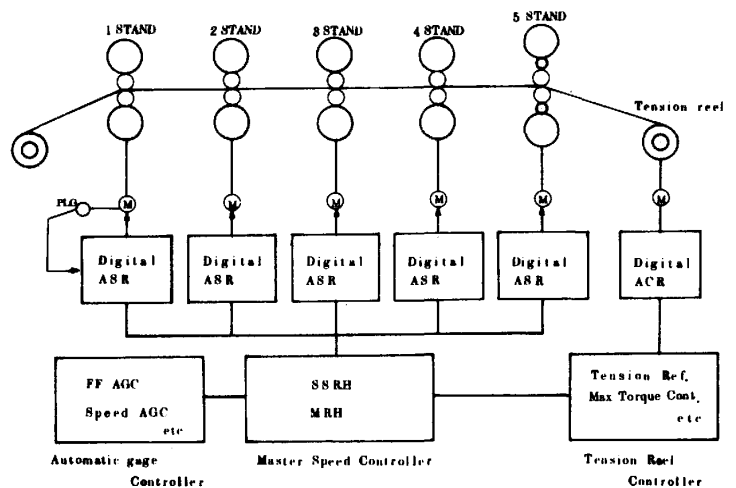 1 STAND
2 STAND
3 STAND
4 STAND
5 STAND
Tension reel
PLG
M
M
M
M
M
M
Digital
ASR
Digital
ASR
Digital
ASR
Digital
ASR
Digital
ASR
Digital
ACR
FF AGC
Speed AGC
etc
SSRH
MRH
Tension Ref.
Max Torque Cont.
etc
Automatic gage
Controller
Master Speed Controller
Tension Reel
Controller